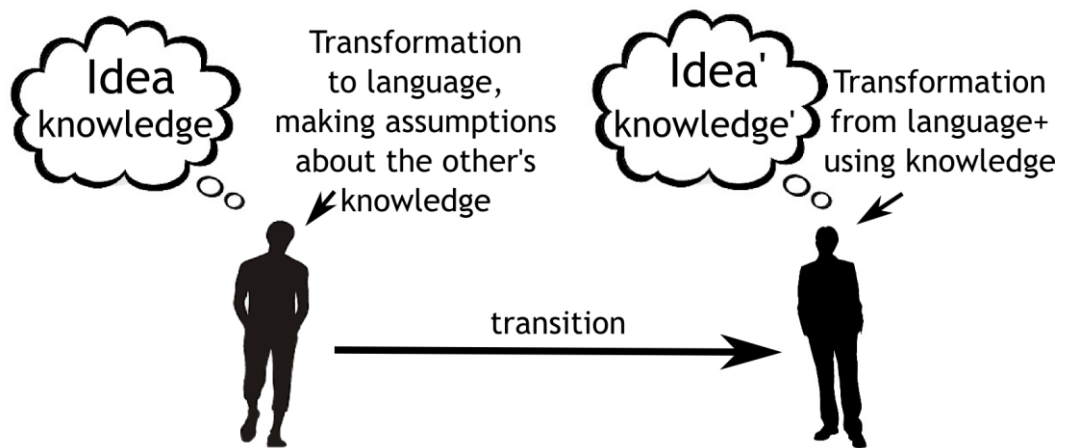 Idea
knowledge
Transformation
to language,
making assumptions
about the other's
knowledge
Idea'
knowledge'
Transformation
from language+
using knowledge
transition